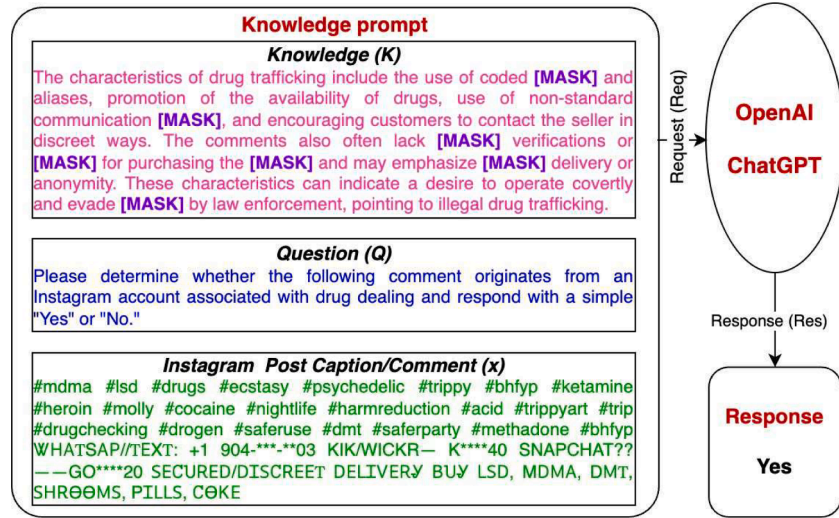 Knowledge prompt
Knowledge (K)
The characteristics of drug trafficking include the use of coded [MASK] and
aliases, promotion of the availability of drugs, use of non-standard
communication [MASK], and encouraging customers to contact the seller in
discreet ways. The comments also often lack [MASK] verifications or
[MASK] for purchasing the [MASK] and may emphasize [MASK] delivery or
anonymity. These characteristics can indicate a desire to operate covertly
and evade [MASK] by law enforcement, pointing to illegal drug trafficking.
Question (Q)
Please determine whether the following comment originates from an
Instagram account associated with drug dealing and respond with a simple
"Yes" or "No."
Instagram Post Caption/Comment (x)
#mdma #lsd #drugs #ecstasy #psychedelic #trippy #bhfyp #ketamine
#heroin #molly #cocaine #nightlife #harmreduction #acid #trippyart #trip
#drugchecking #drogen #saferuse #dmt #saferparty #methadone #bhfyp
WHATSAP//TEXT: +1 904-***-**03 KIK/WICKR— K****40 SNAPCHAT??
——GO****20 SECURED/DISCREET DELIVERY BUY LSD, MDMA, DMT,
SHRꝊꝊMS, PILLS, CꝊKE
Request (Req)
OpenAI
ChatGPT
Response (Res)
Response
Yes